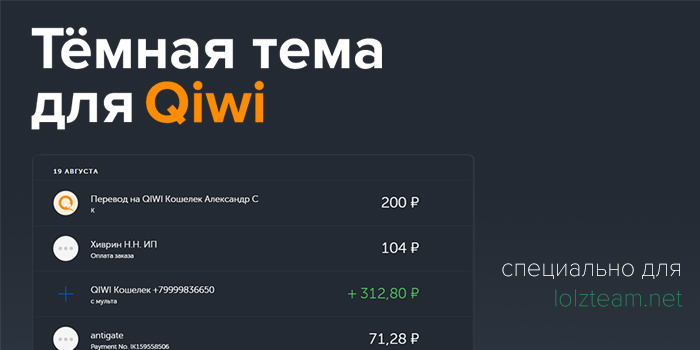 Тёмная тема
для Qiwi
19 АВГУСТА
Перевод на QIWI Кошелек Александр С
К
200 ₽
Хиврин Н.Н. ИП
Оплата заказа
104 ₽
QIWI Кошелек +79999836650
с мульта
+ 312,80 ₽
antigate
Payment No. IK159558506
71,28 ₽
специально для
lolzteam.net